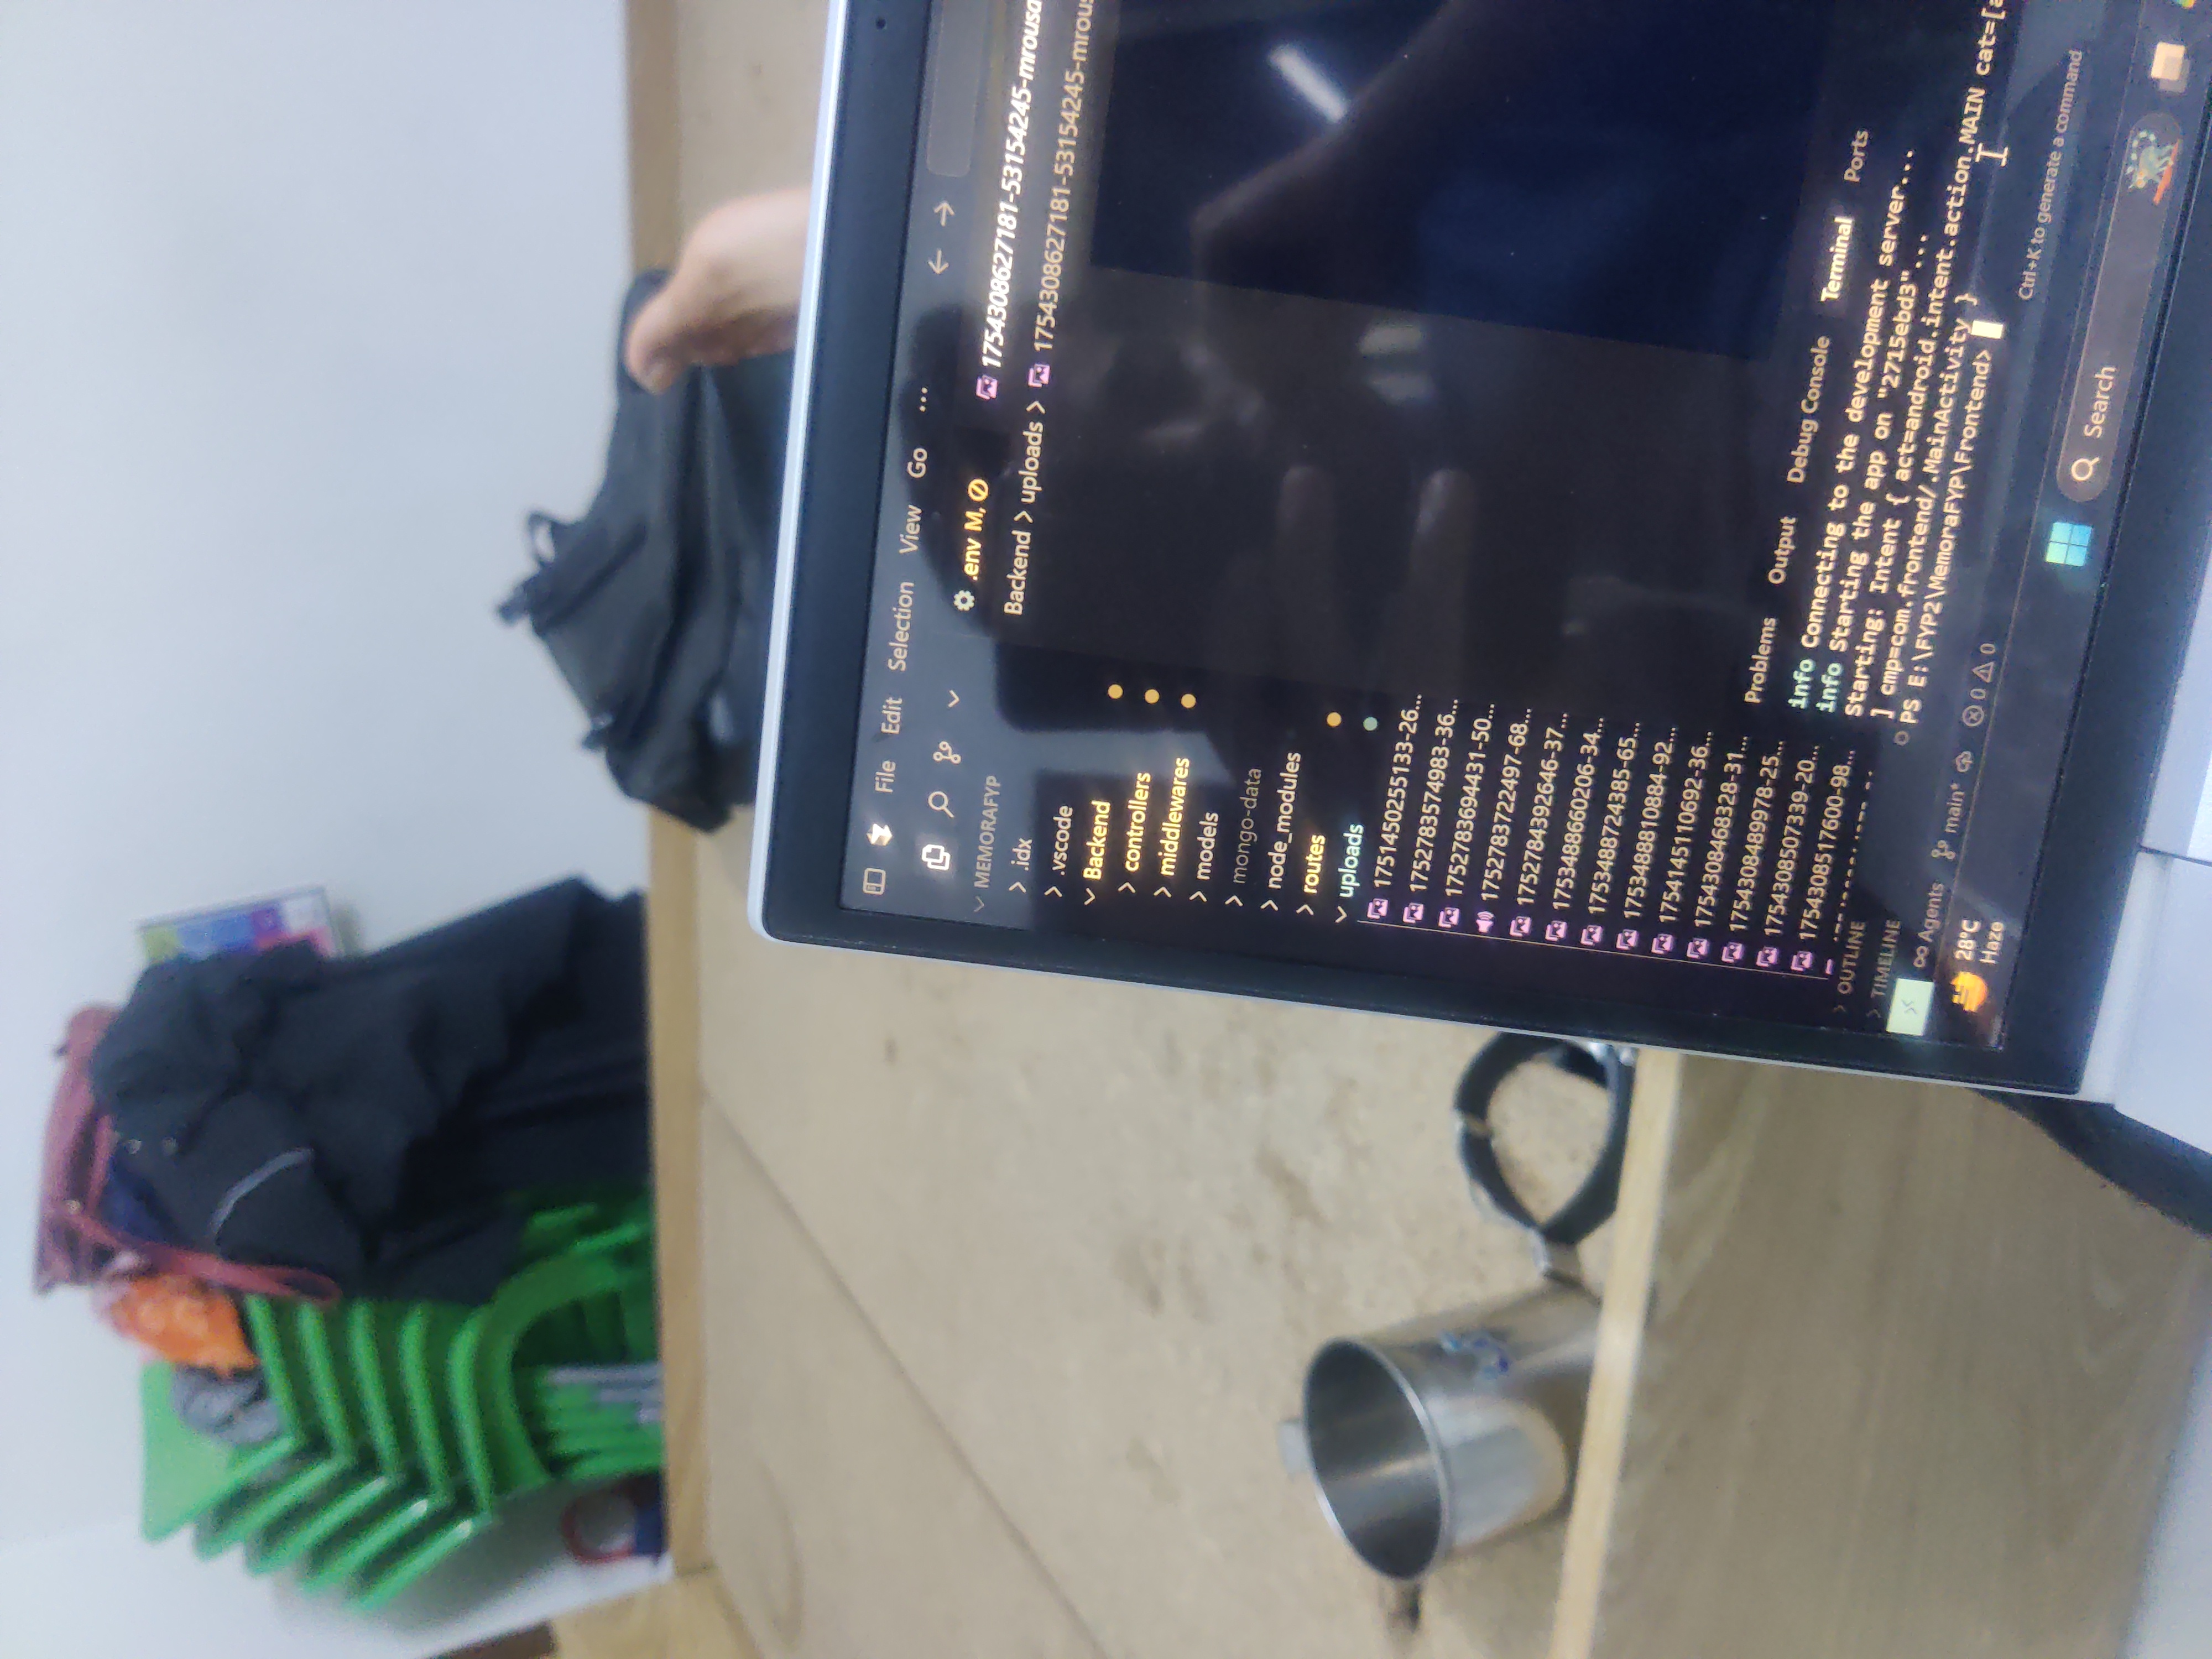 File Edit Selection View Go ...
MEMORAFYP
.idx
.vscode
Backend
controllers
middlewares
models
mongo-data
node_modules
routes
uploads
1751450255133-26...
1752783574983-36...
1752783694431-50...
1752783722497-68...
1752784392646-37...
1753488660206-34...
1753488724385-65...
1753488810884-92...
1754145110692-36...
1754308468328-31...
1754308489978-25...
1754308507339-20...
1754308517600-98...
OUTLINE
TIMELINE
.env M,
1754308627181-53154245-mrousa
Backend > uploads > 1754308627181-53154245-mrous
Problems Output Debug Console Terminal Ports
info Connecting to the development server...
info Starting the app on "2715ebd3"...
Starting: Intent { act=android.intent.action.MAIN cat=[a
] cmp=com.frontend/.MainActivity }
PS E:\FYP2\MemoraFYP\Frontend>
Ctrl+K to generate a command
Agents main* 0 0
28°C
Haze
Search